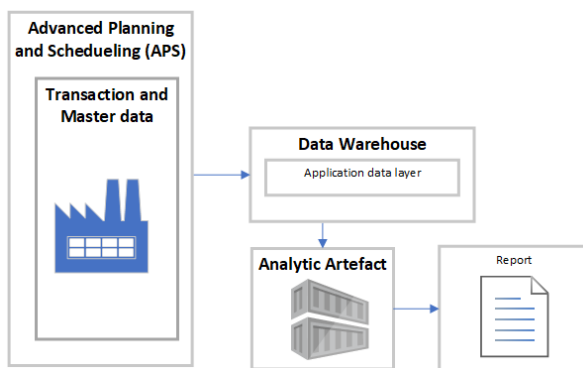 Advanced Planning
and Schedueling (APS)
Transaction and
Master data
Data Warehouse
Application data layer
Analytic Artefact
Report